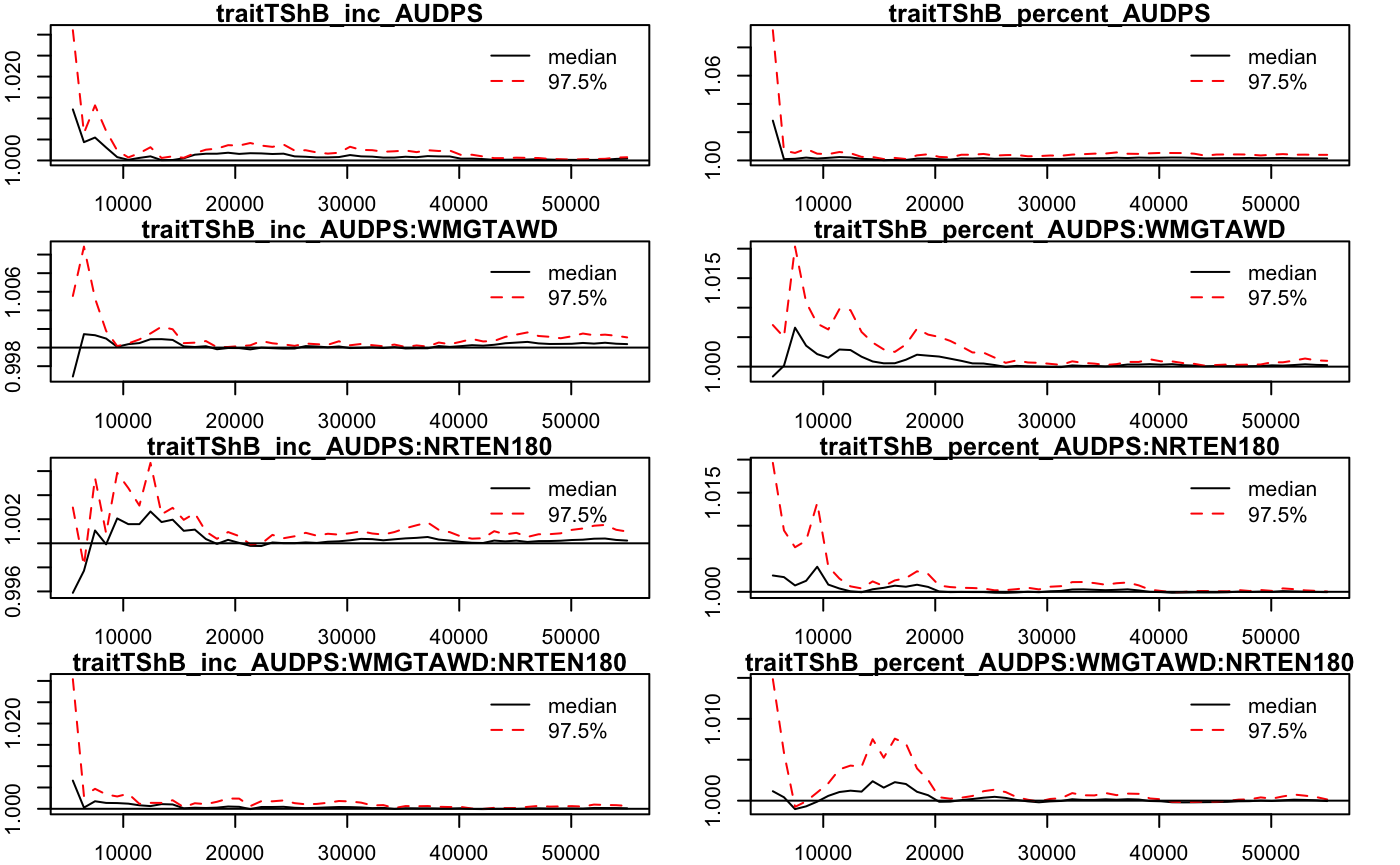 traitTShB_inc_AUDPS
traitTShB_percent_AUDPS
1.000 1.020
median
97.5%
10000 20000 30000 40000 50000
1.00 1.06
median
97.5%
10000 20000 30000 40000 50000
traitTShB_inc_AUDPS:WMGTAWD
traitTShB_percent_AUDPS:WMGTAWD
0.998 1.006
median
97.5%
10000 20000 30000 40000 50000
1.000 1.015
median
97.5%
10000 20000 30000 40000 50000
traitTShB_inc_AUDPS:NRTEN180
traitTShB_percent_AUDPS:NRTEN180
0.996 1.002
median
97.5%
10000 20000 30000 40000 50000
1.000 1.015
median
97.5%
10000 20000 30000 40000 50000
traitTShB_inc_AUDPS:WMGTAWD:NRTEN180
traitTShB_percent_AUDPS:WMGTAWD:NRTEN180
1.000 1.020
median
97.5%
10000 20000 30000 40000 50000
1.000 1.010
median
97.5%
10000 20000 30000 40000 50000